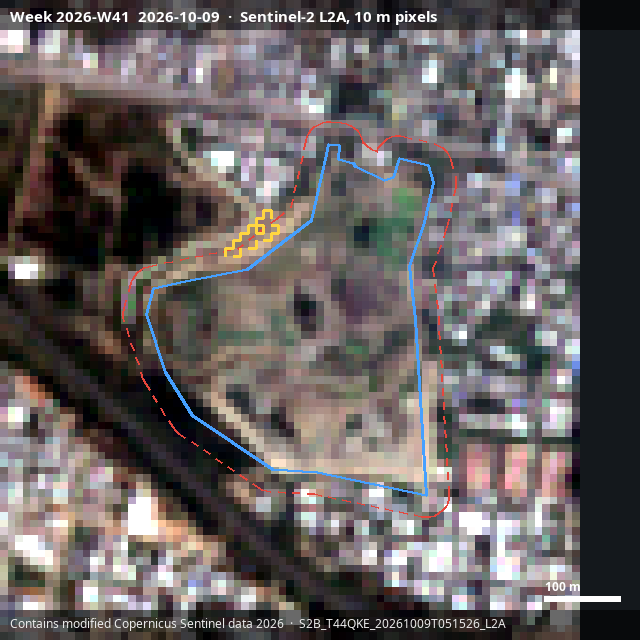 Week 2026-W41  2026-10-09  ·  Sentinel-2 L2A, 10 m pixels
100 m
Contains modified Copernicus Sentinel data 2026  ·  S2B_T44QKE_20261009T051526_L2A